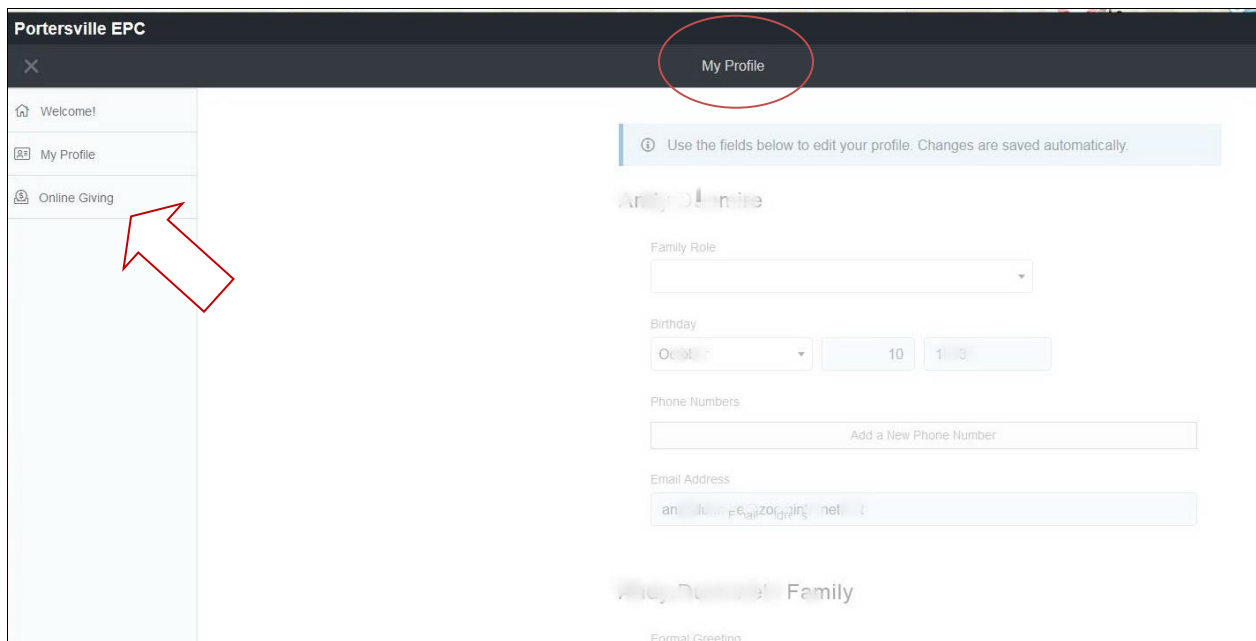 Portersville EPC
My Profile
Welcome!
My Profile
Online Giving
Use the fields below to edit your profile. Changes are saved automatically.
Family Role
Birthday
10
Phone Numbers
Add a New Phone Number
Email Address
Family
Formal Greeting